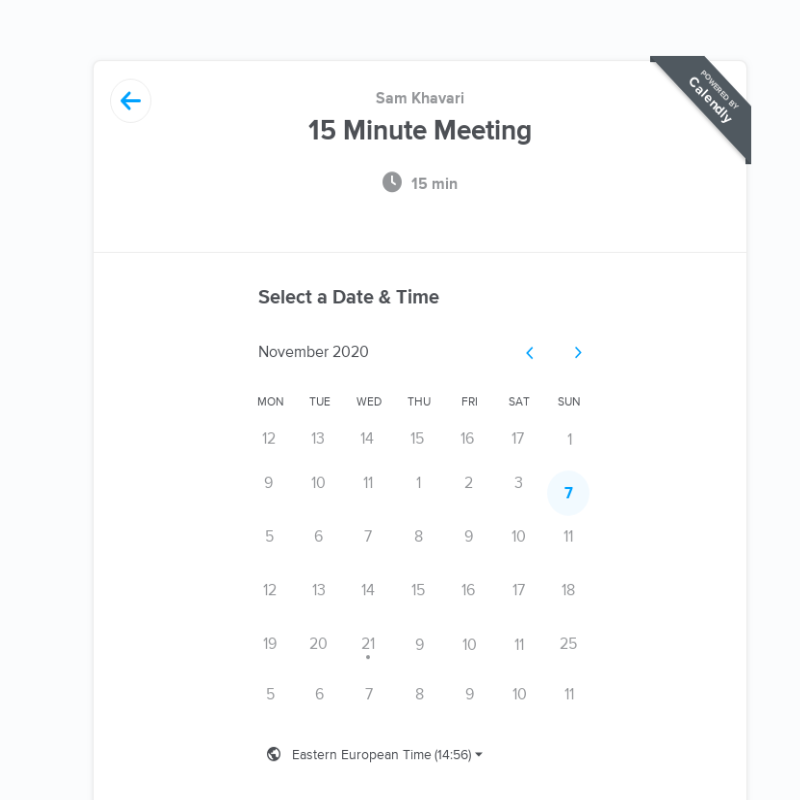 POWERED BY
Calendly
Sam Khavari
15 Minute Meeting
15 min
Select a Date & Time
November 2020
MON TUE WED THU FRI SAT SUN
12 13 14 15 16 17 1
9 10 11 1 2 3 7
5 6 7 8 9 10 11
12 13 14 15 16 17 18
19 20 21 9 10 11 25
5 6 7 8 9 10 11
Eastern European Time (14:56)